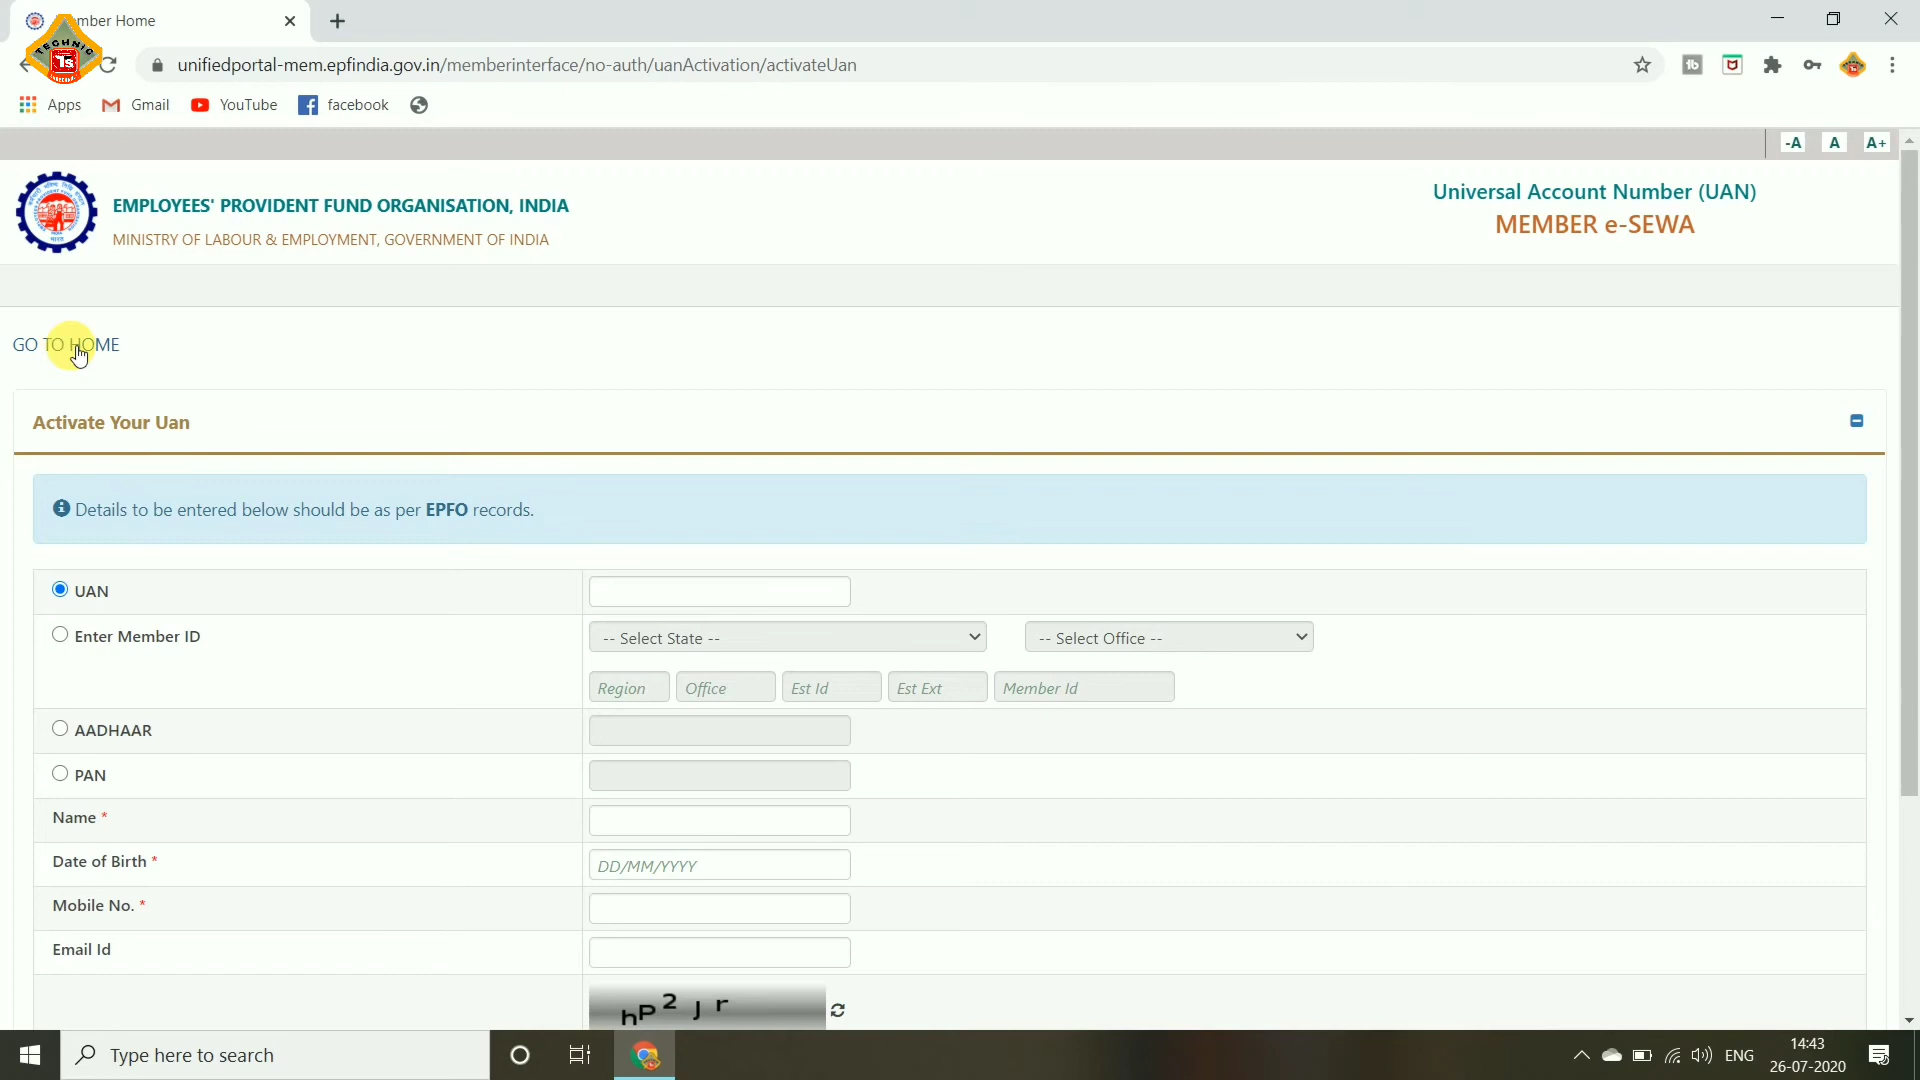 Member Home
TECHNIC
1s
unifiedportal-mem.epfindia.gov.in/memberinterface/no-auth/uanActivation/activateUan
Apps
Gmail
YouTube
facebook
-A
A
A+
EMPLOYEES' PROVIDENT FUND ORGANISATION, INDIA
MINISTRY OF LABOUR & EMPLOYMENT, GOVERNMENT OF INDIA
Universal Account Number (UAN)
MEMBER e-SEWA
GO TO HOME
Activate Your Uan
Details to be entered below should be as per EPFO records.
UAN
Enter Member ID
-- Select State --
-- Select Office --
Region
Office
Est Id
Est Ext
Member Id
AADHAAR
PAN
Name *
Date of Birth *
DD/MM/YYYY
Mobile No. *
Email Id
hP2Jr
Type here to search
ENG
14:43
26-07-2020